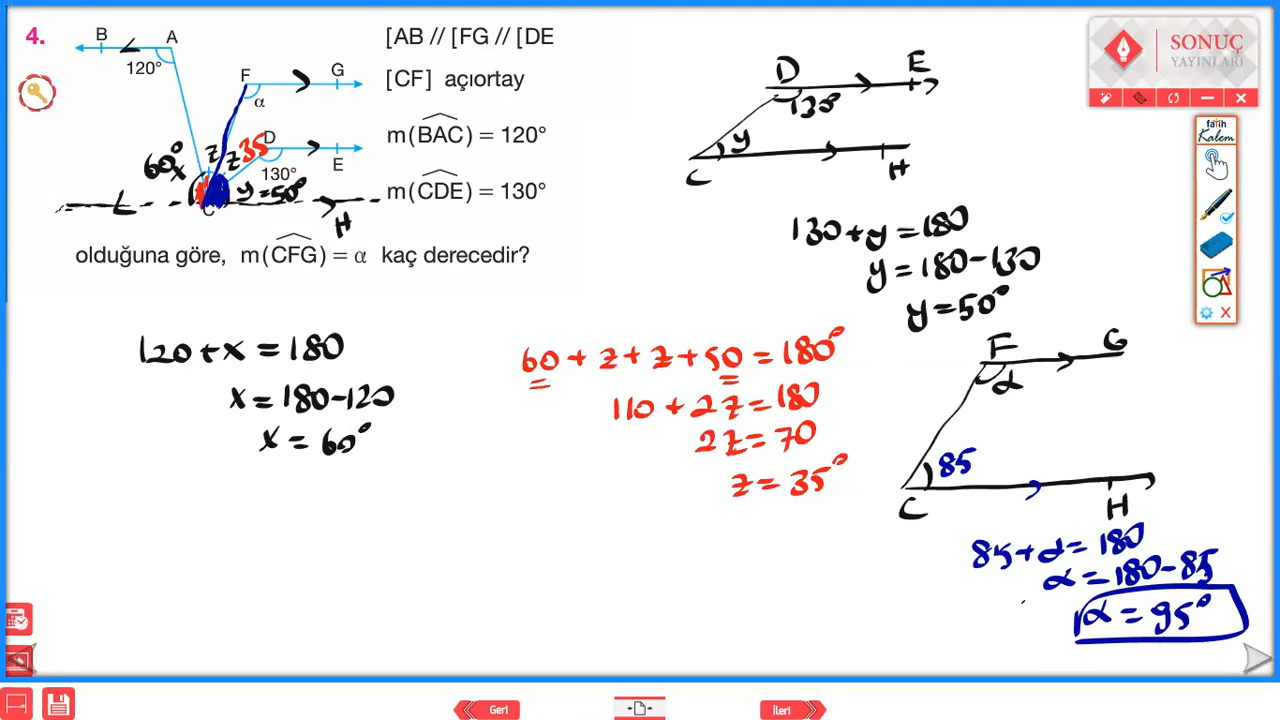 4.
B
A
120°
F
G
α
D
E
130°
[AB // [FG // [DE
[CF] açıortay
m(BAC) = 120°
m(CDE) = 130°
60°
x
z
z
35
y=50°
L
C
H
olduğuna göre, m(CFG) = α kaç derecedir?
D
E
130°
y
C
H
130+y=180
y=180-130
y=50°
120+x=180
x=180-120
x=60°
60+z+z+50=180°
110+2z=180
2z=70
z=35°
F
G
α
85
C
H
85+α=180
α=180-85
α=95°
SONUÇ
YAYINLARI
fatih
Kalem
Geri
İleri